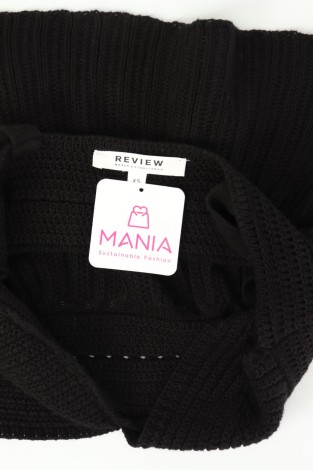 REVIEW
XS
MANIA
Sustainable Fashion